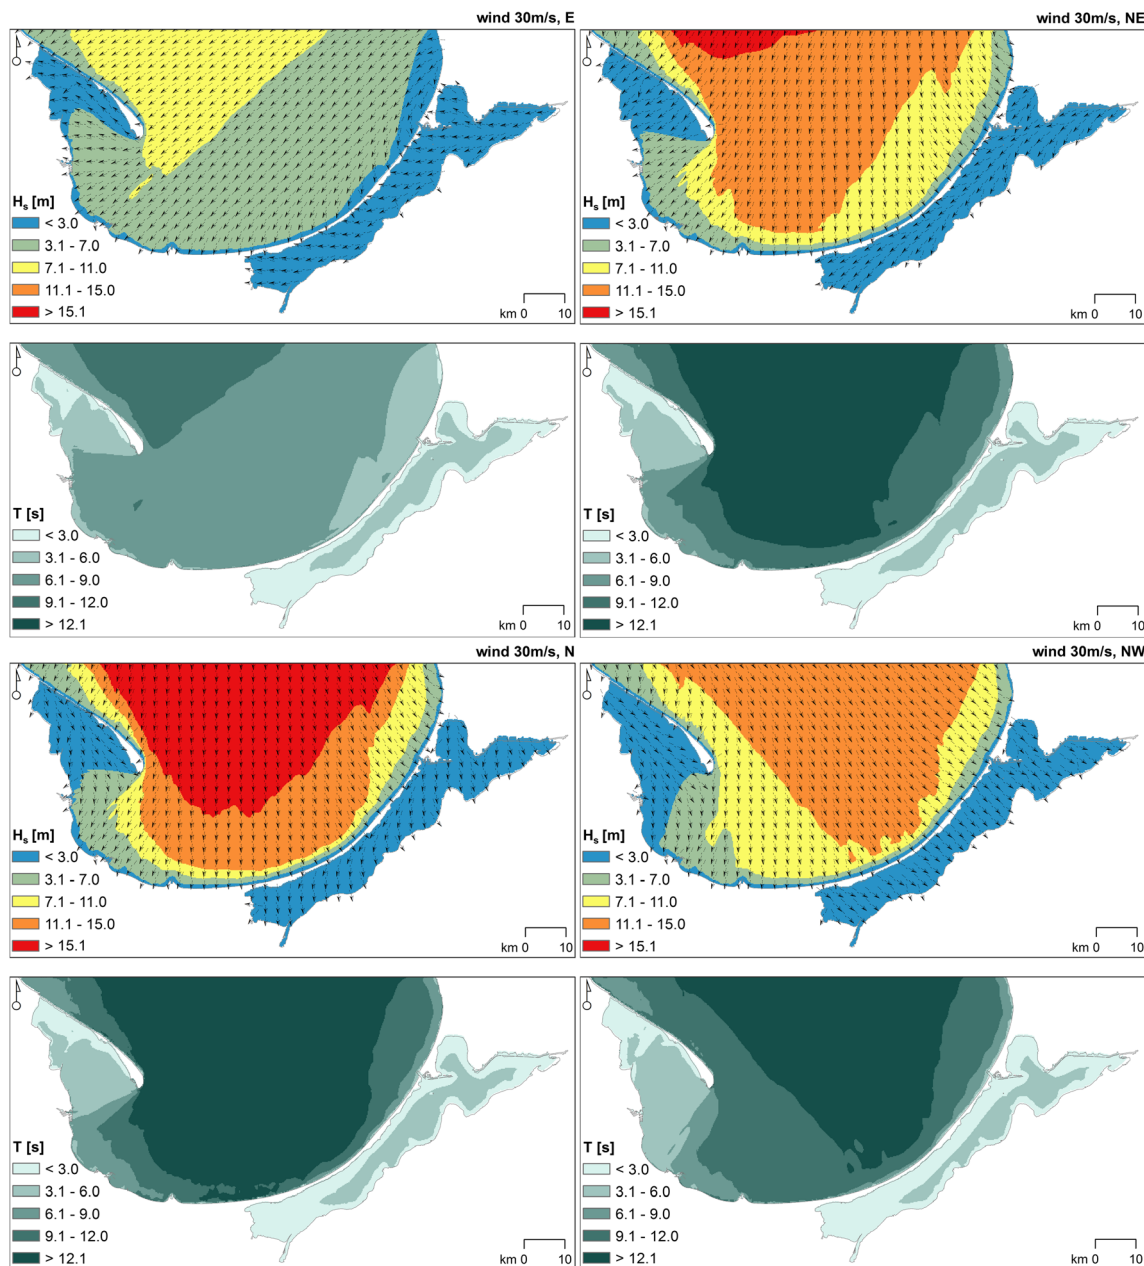 wind 30m/s, E
H_s [m]
< 3.0
3.1 - 7.0
7.1 - 11.0
11.1 - 15.0
> 15.1
km 0 10
wind 30m/s, NE
H_s [m]
< 3.0
3.1 - 7.0
7.1 - 11.0
11.1 - 15.0
> 15.1
km 0 10
T [s]
< 3.0
3.1 - 6.0
6.1 - 9.0
9.1 - 12.0
> 12.1
km 0 10
T [s]
< 3.0
3.1 - 6.0
6.1 - 9.0
9.1 - 12.0
> 12.1
km 0 10
wind 30m/s, N
H_s [m]
< 3.0
3.1 - 7.0
7.1 - 11.0
11.1 - 15.0
> 15.1
km 0 10
wind 30m/s, NW
H_s [m]
< 3.0
3.1 - 7.0
7.1 - 11.0
11.1 - 15.0
> 15.1
km 0 10
T [s]
< 3.0
3.1 - 6.0
6.1 - 9.0
9.1 - 12.0
> 12.1
km 0 10
T [s]
< 3.0
3.1 - 6.0
6.1 - 9.0
9.1 - 12.0
> 12.1
km 0 10